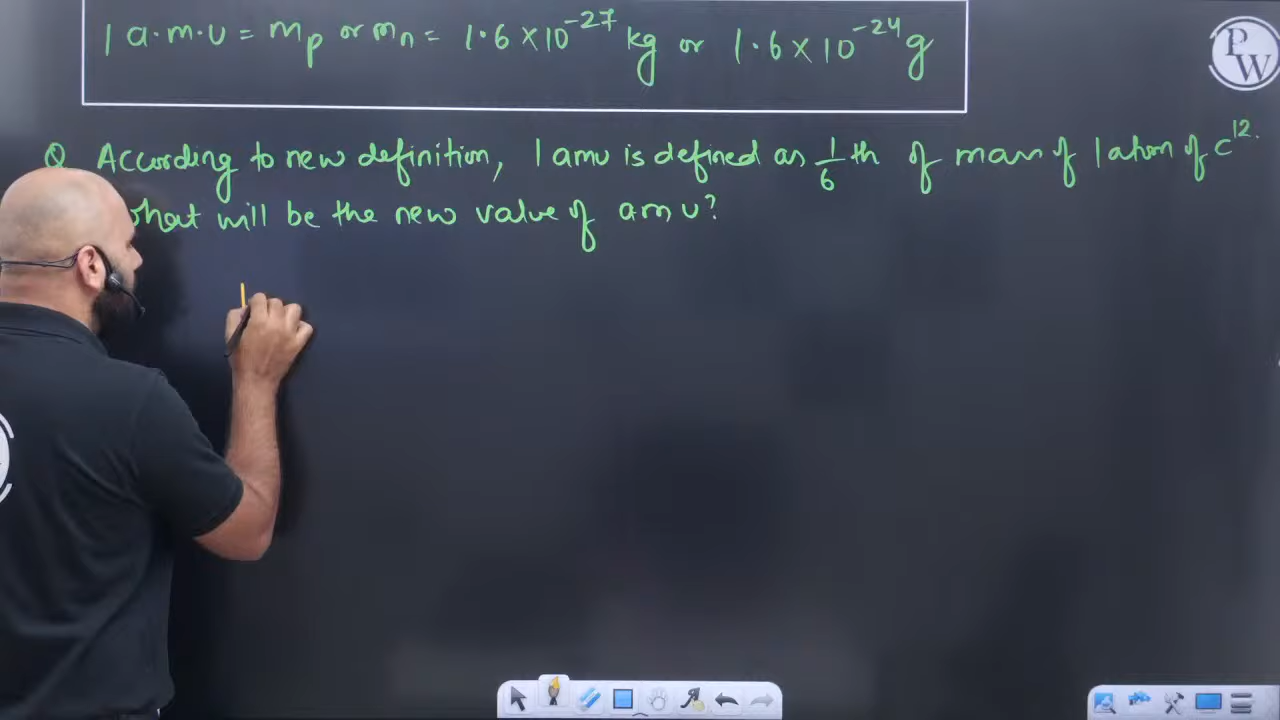 1 a.m.u = mp or mn = 1.6 × 10⁻²⁷ kg or 1.6 × 10⁻²⁴ g
PW
Q According to new definition, 1 amu is defined as 1/6 th of mass of 1 atom of C¹².
what will be the new value of amu?